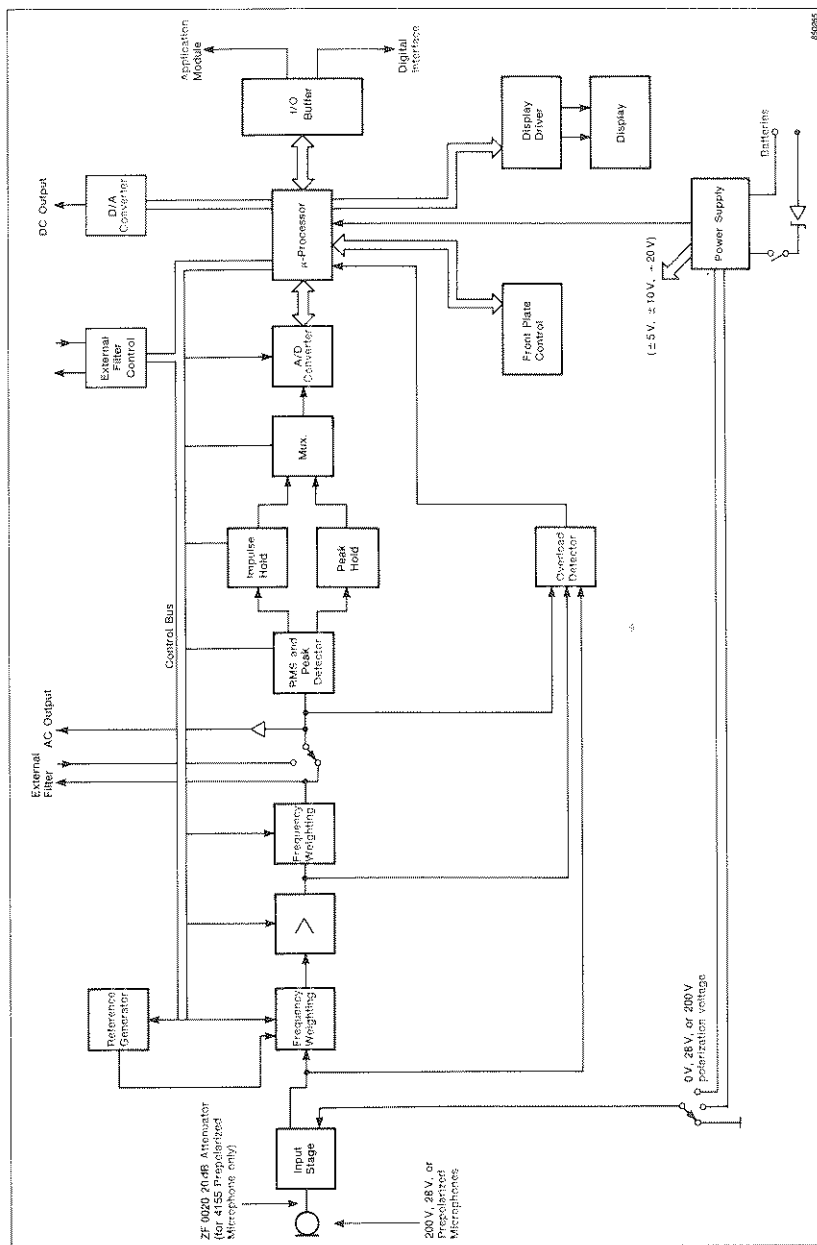 ZF 0020 20 dB Attenuator
(for 4155 Prepolarized
Microphone only)
200 V, 28 V, or
Prepolarized
Microphones
Input
Stage
Reference
Generator
Frequency
Weighting
>
Frequency
Weighting
External
Filter
AC Output
Control Bus
RMS and
Peak
Detector
Impulse
Hold
Peak
Hold
Mux.
A/D
Converter
External
Filter
Control
DC Output
D/A
Converter
μ-Processor
I/O
Buffer
Application
Module
Digital
Interface
Display
Driver
Display
Front Plate
Control
Overload
Detector
0 V, 28 V, or 200 V
polarization voltage
(± 5 V, ± 10 V, + 20 V)
Power Supply
Batteries